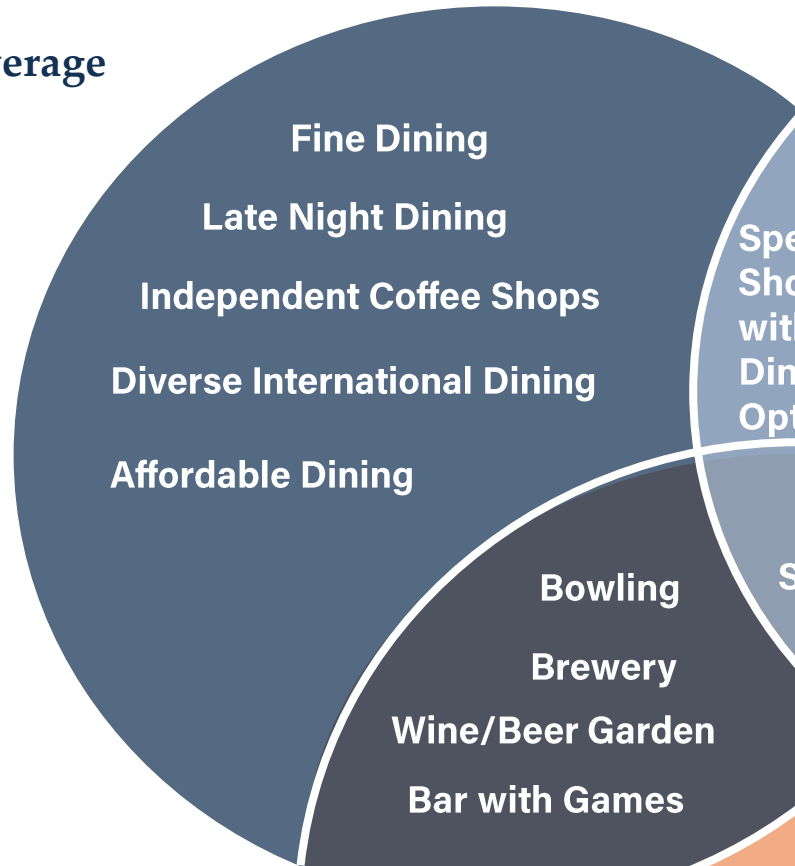 Fine Dining
Late Night Dining
Independent Coffee Shops
Diverse International Dining
Affordable Dining
Bowling
Brewery
Wine/Beer Garden
Bar with Games